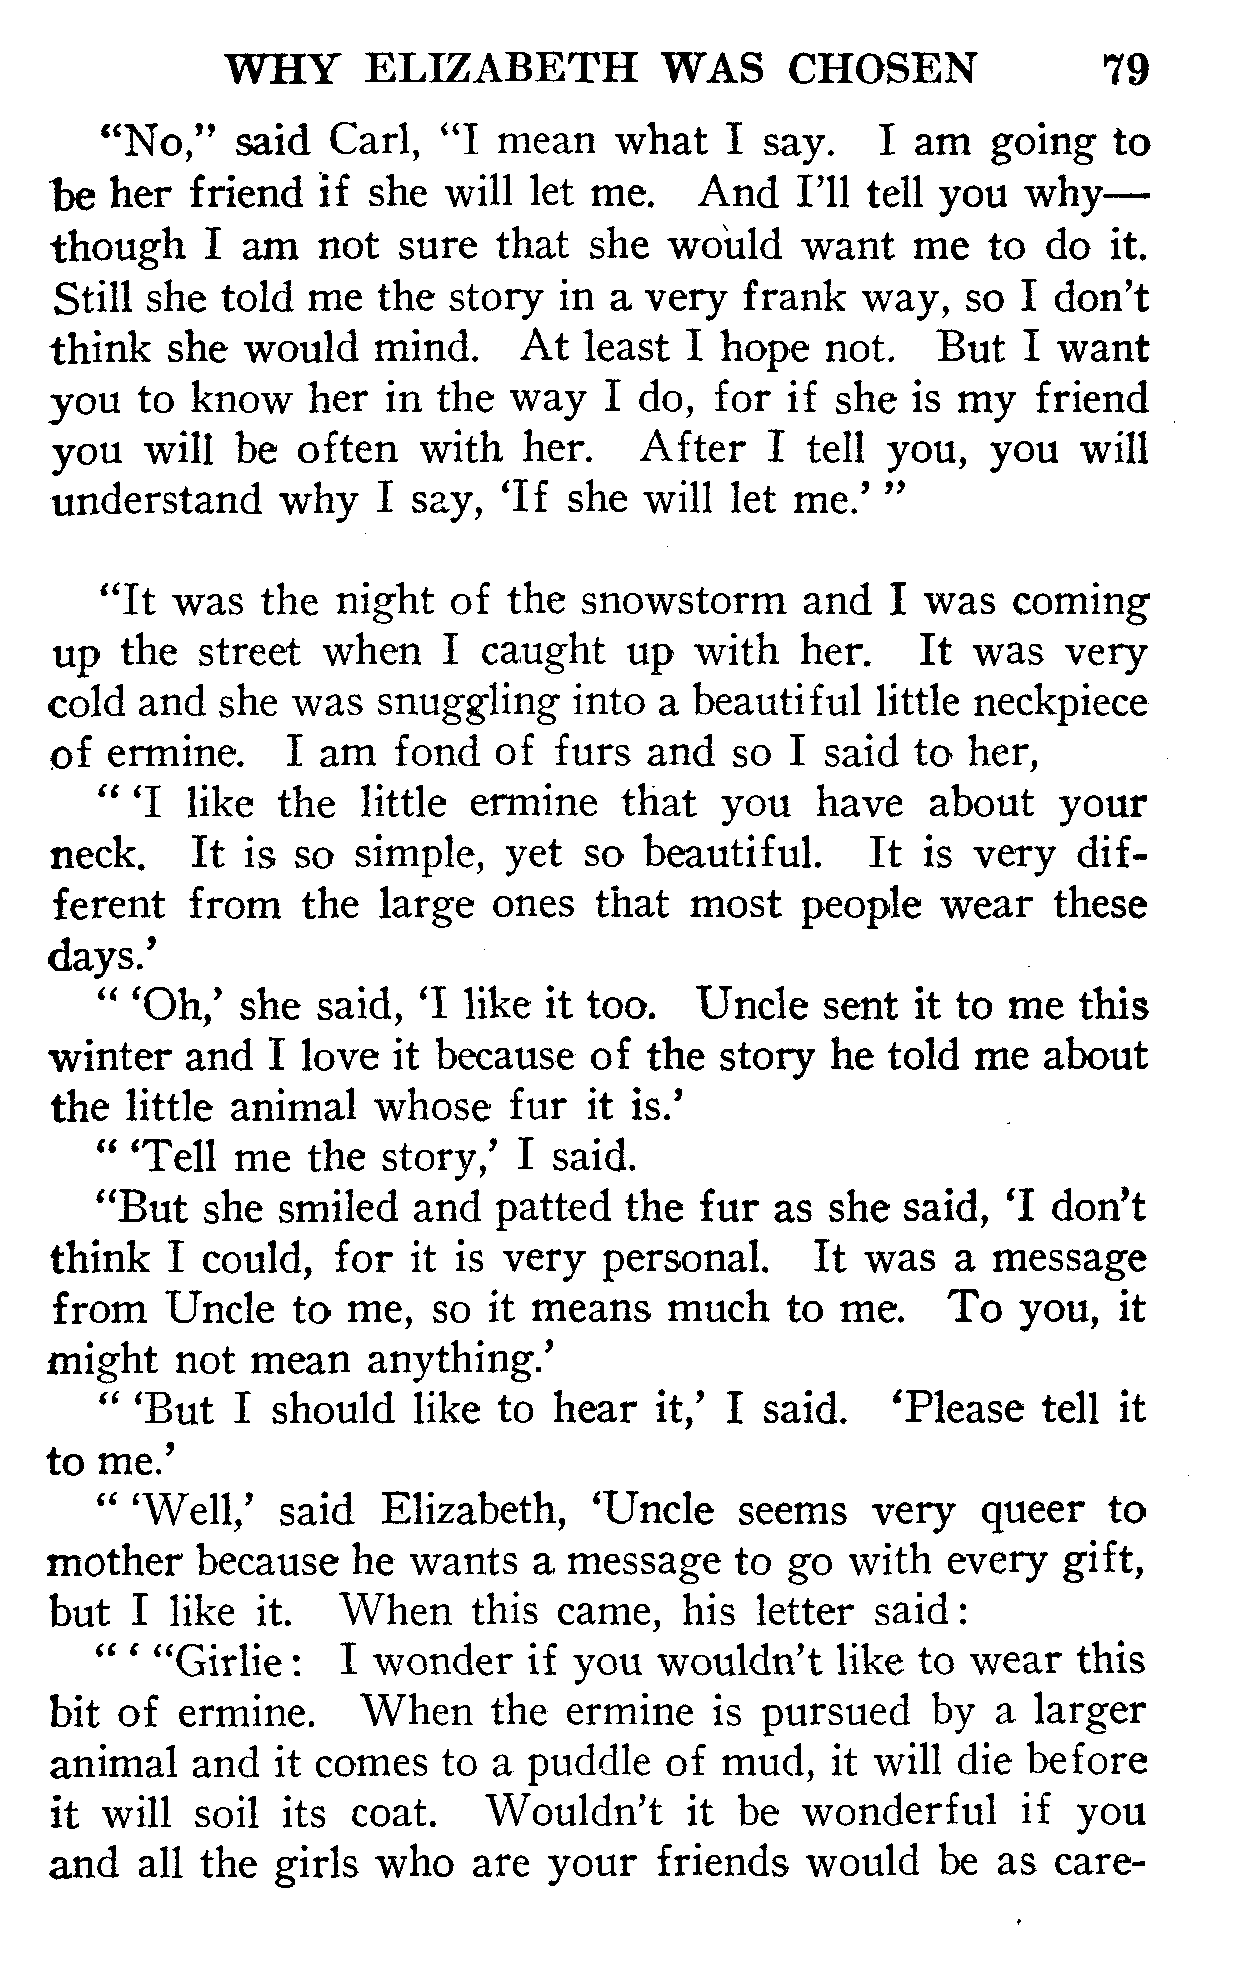 WHY ELIZABETH WAS CHOSEN 79
“No,” said Carl, “I mean what I say. I am going to
be her friend if she will let me. And I’ll tell you why—
though I am not sure that she would want me to do it.
Still she told me the story in a very frank way, so I don’t
think she would mind. At least I hope not. But I want
you to know her in the way I do, for if she is my friend
you will be often with her. After I tell you, you will
understand why I say, ‘If she will let me.’ ”
“It was the night of the snowstorm and I was coming
up the street when I caught up with her. It was very
cold and she was snuggling into a beautiful little neckpiece
of ermine. I am fond of furs and so I said to her,
“ ‘I like the little ermine that you have about your
neck. It is so simple, yet so beautiful. It is very dif-
ferent from the large ones that most people wear these
days.’
“ ‘Oh,’ she said, ‘I like it too. Uncle sent it to me this
winter and I love it because of the story he told me about
the little animal whose fur it is.’
“ ‘Tell me the story,’ I said.
“But she smiled and patted the fur as she said, ‘I don’t
think I could, for it is very personal. It was a message
from Uncle to me, so it means much to me. To you, it
might not mean anything.’
“ ‘But I should like to hear it,’ I said. ‘Please tell it
to me.’
“ ‘Well,’ said Elizabeth, ‘Uncle seems very queer to
mother because he wants a message to go with every gift,
but I like it. When this came, his letter said:
“ ‘ “Girlie: I wonder if you wouldn’t like to wear this
bit of ermine. When the ermine is pursued by a larger
animal and it comes to a puddle of mud, it will die before
it will soil its coat. Wouldn’t it be wonderful if you
and all the girls who are your friends would be as care-